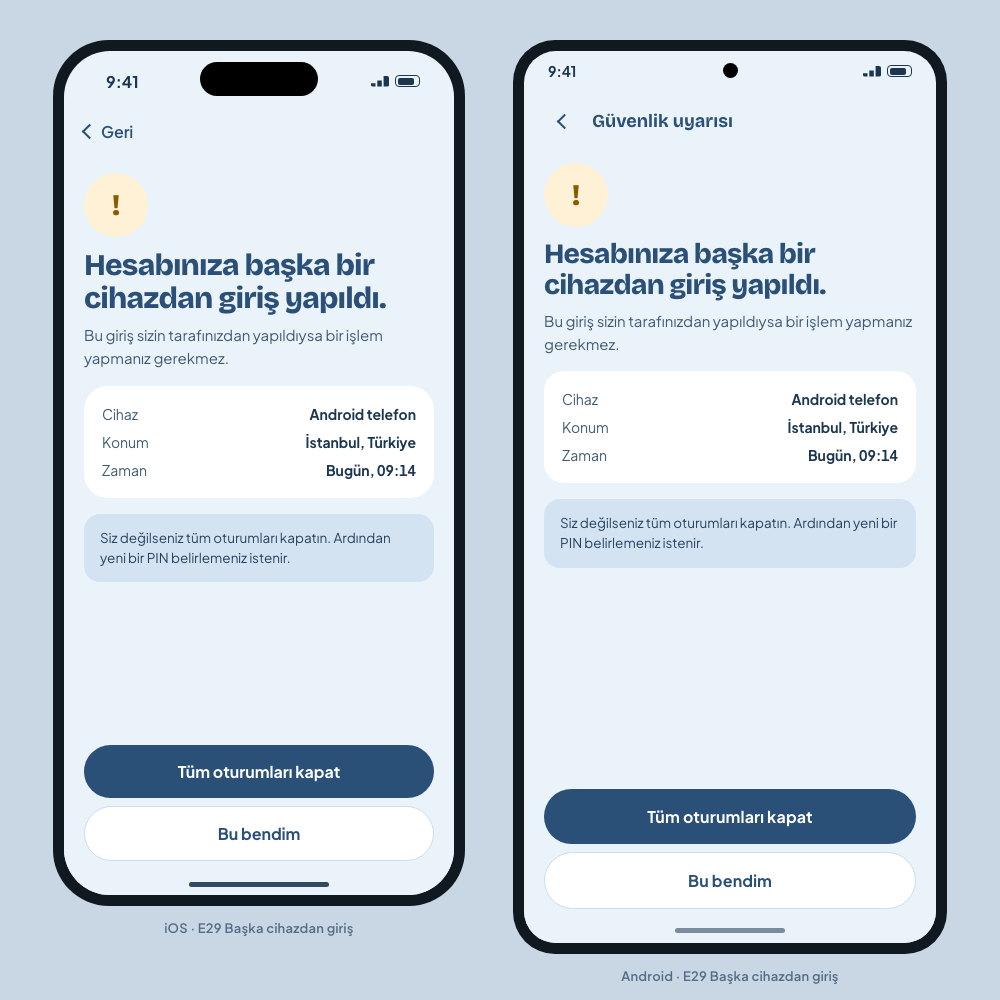 9:41
Geri
!
Hesabınıza başka bir
cihazdan giriş yapıldı.
Bu giriş sizin tarafınızdan yapıldıysa bir işlem
yapmanız gerekmez.
Cihaz Android telefon
Konum İstanbul, Türkiye
Zaman Bugün, 09:14
Siz değilseniz tüm oturumları kapatın. Ardından
yeni bir PIN belirlemeniz istenir.
Tüm oturumları kapat
Bu bendim
iOS · E29 Başka cihazdan giriş
9:41
Güvenlik uyarısı
!
Hesabınıza başka bir
cihazdan giriş yapıldı.
Bu giriş sizin tarafınızdan yapıldıysa bir işlem yapmanız
gerekmez.
Cihaz Android telefon
Konum İstanbul, Türkiye
Zaman Bugün, 09:14
Siz değilseniz tüm oturumları kapatın. Ardından yeni bir
PIN belirlemeniz istenir.
Tüm oturumları kapat
Bu bendim
Android · E29 Başka cihazdan giriş